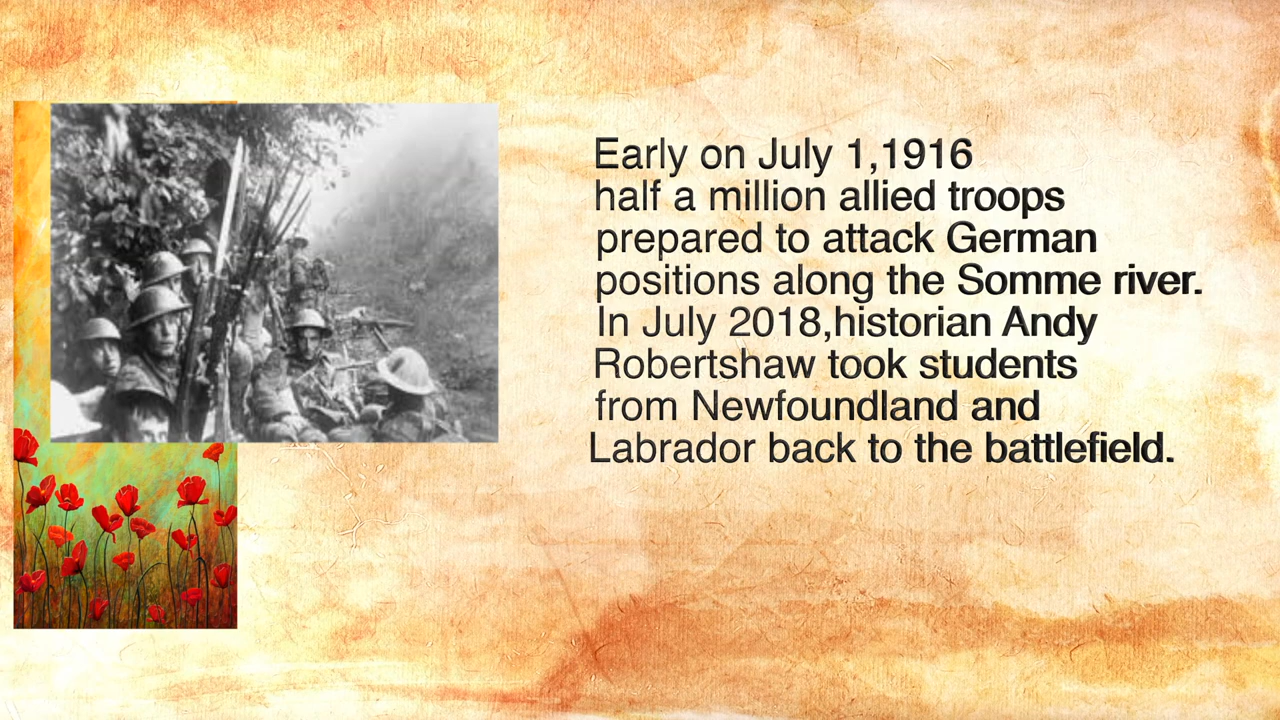 Early on July 1,1916
half a million allied troops
prepared to attack German
positions along the Somme river.
In July 2018,historian Andy
Robertshaw took students
from Newfoundland and
Labrador back to the battlefield.